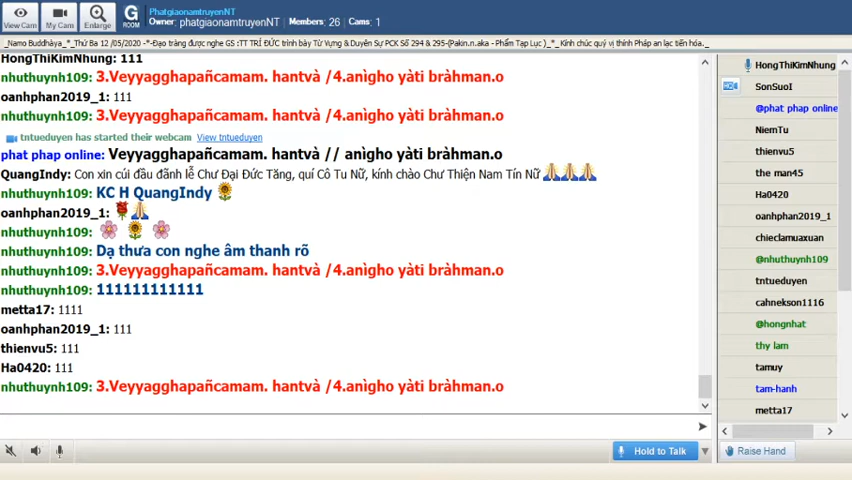 View Cam
My Cam
Enlarge
G ROOM
PhatgiaonamtruyenNT
Owner: phatgiaonamtruyenNT Members: 26 Cams: 1
_Namo Buddhàya_*_Thứ Ba 12 /05/2020 -*-Đạo tràng được nghe GS :TT TRÍ ĐỨC trình bày Từ Vựng &Duyên Sự PCK Số 294 & 295-(Pakin.n.aka - Phẩm Tạp Lục )_*_Kính chúc quý vị thính Pháp an lạc tiến hóa._
HongThiKimNhung: 111
nhuthuynh109: 3.Veyyagghapañcamam. hantvà /4.anìgho yàti bràhman.o
oanhphan2019_1: 111
nhuthuynh109: 3.Veyyagghapañcamam. hantvà /4.anìgho yàti bràhman.o
tntueduyen has started their webcam View tntueduyen
phat phap online: Veyyagghapañcamam. hantvà // anìgho yàti bràhman.o
QuangIndy: Con xin cúi đầu đãnh lễ Chư Đại Đức Tăng, quí Cô Tu Nữ, kính chào Chư Thiện Nam Tín Nữ
nhuthuynh109: KC H QuangIndy
oanhphan2019_1:
nhuthuynh109:
nhuthuynh109: Dạ thưa con nghe âm thanh rõ
nhuthuynh109: 3.Veyyagghapañcamam. hantvà /4.anìgho yàti bràhman.o
nhuthuynh109: 111111111111
metta17: 1111
oanhphan2019_1: 111
thienvu5: 111
Ha0420: 111
nhuthuynh109: 3.Veyyagghapañcamam. hantvà /4.anìgho yàti bràhman.o
HongThiKimNhung
SonSuoI
@phat phap online
NiemTu
thienvu5
the man45
Ha0420
oanhphan2019_1
chieclamuaxuan
@nhuthuynh109
tntueduyen
cahnekson1116
@hongnhat
thy lam
tamuy
tam-hanh
metta17
Hold to Talk
Raise Hand